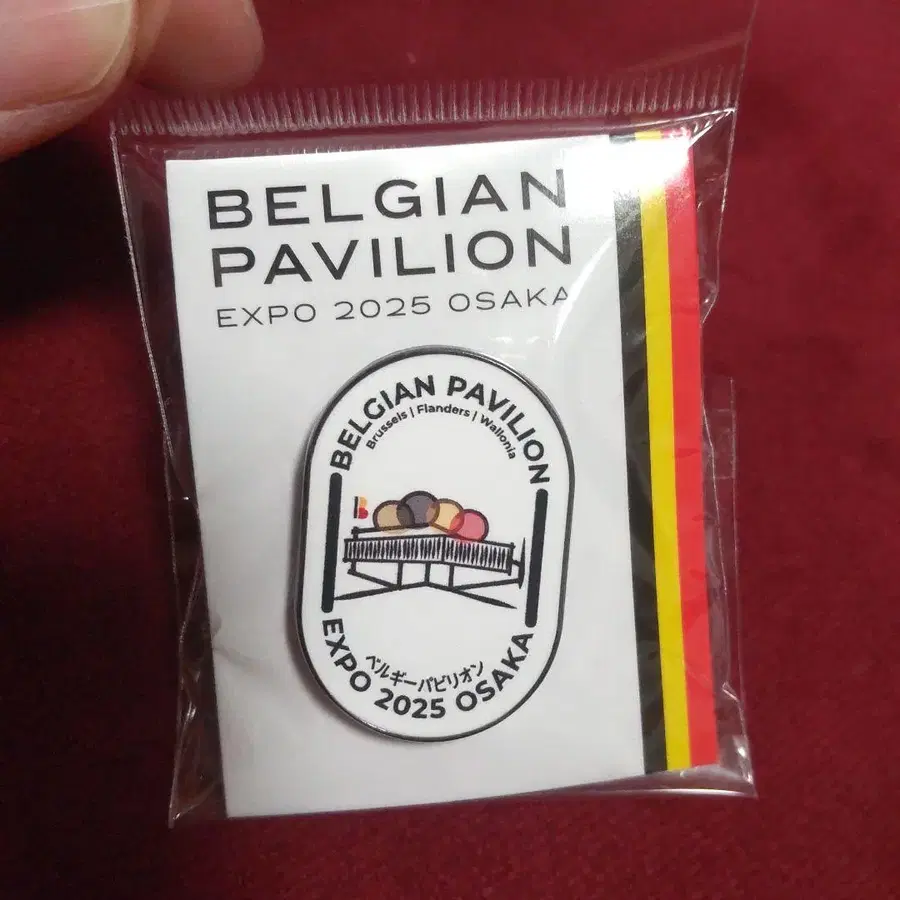 BELGIAN
PAVILION
EXPO 2025 OSAKA
BELGIAN PAVILION
Brussels | Flanders | Wallonia
B
ベルギーパビリオン
EXPO 2025 OSAKA